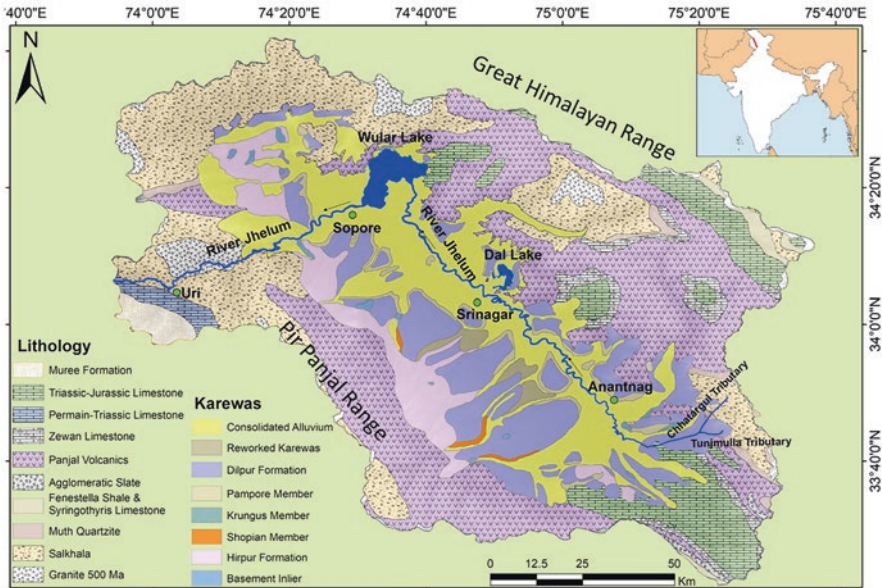 74°00'E 74°0'0"E 74°20'0"E 74°40'0"E 75°0'0"E 75°20'0"E 75°40'0"E
N
Great Himalayan Range
Wular Lake
34°20'0"N
River Jhelum
River Jhelum
Sopore
Dal Lake
Uri
Srinagar
34°0'0"N
Pir Panjal Range
Anantnag
Chhatargul Tributary
Tunjmulla Tributary
33°40'0"N
Lithology
Muree Formation
Triassic-Jurassic Limestone
Permain-Triassic Limestone
Zewan Limestone
Panjal Volcanics
Agglomeratic Slate
Fenestella Shale &
Syringothyris Limestone
Muth Quartzite
Salkhala
Granite 500 Ma
Karewas
Consolidated Alluvium
Reworked Karewas
Dilpur Formation
Pampore Member
Krungus Member
Shopian Member
Hirpur Formation
Basement Inlier
0 12.5 25 50
Km